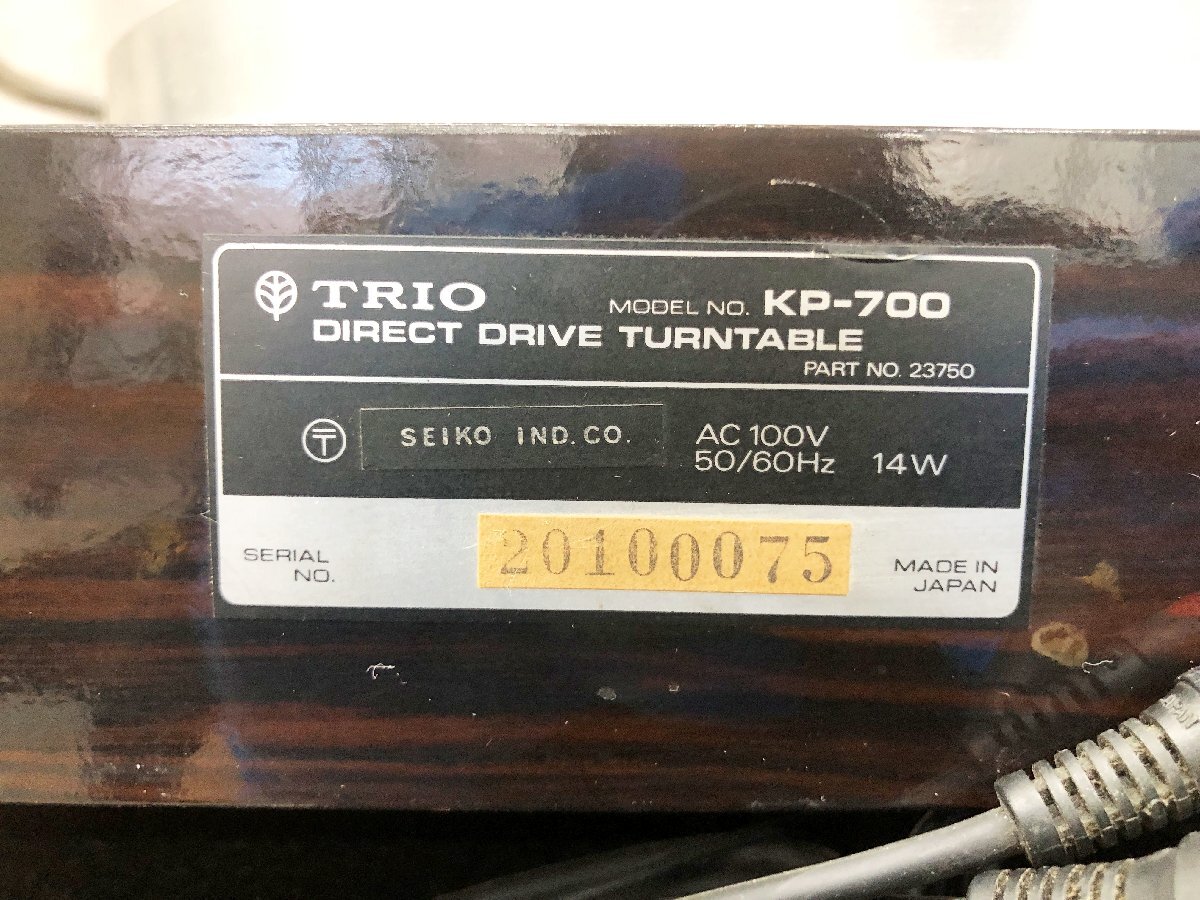 TRIO MODEL NO. KP-700
DIRECT DRIVE TURNTABLE
PART NO. 23750
〒 SEIKO IND. CO. AC 100V
50/60Hz 14W
SERIAL NO. 20100075 MADE IN JAPAN
JAPAN